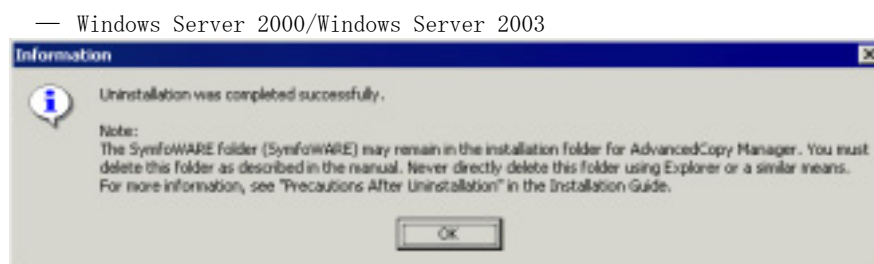 — Windows Server 2000/Windows Server 2003
Information
Uninstallation was completed successfully.
Note:
The SymfoWARE folder (SymfoWARE) may remain in the installation folder for AdvancedCopy Manager. You must
delete this folder as described in the manual. Never directly delete this folder using Explorer or a similar means.
For more information, see "Precautions After Uninstallation" in the Installation Guide.
OK